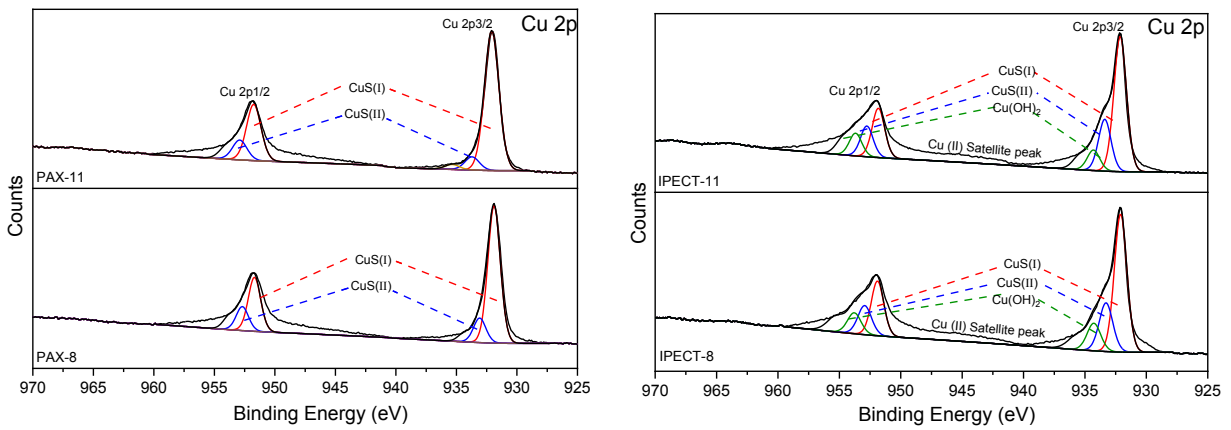 Cu 2p
Cu 2p3/2
Cu 2p1/2
CuS(I)
CuS(II)
PAX-11
CuS(I)
CuS(II)
PAX-8
Counts
970 965 960 955 950 945 940 935 930 925
Binding Energy (eV)
Cu 2p
Cu 2p3/2
Cu 2p1/2
CuS(I)
CuS(II)
Cu(OH)2
Cu (II) Satellite peak
IPECT-11
CuS(I)
CuS(II)
Cu(OH)2
Cu (II) Satellite peak
IPECT-8
Counts
970 965 960 955 950 945 940 935 930 925
Binding Energy (eV)